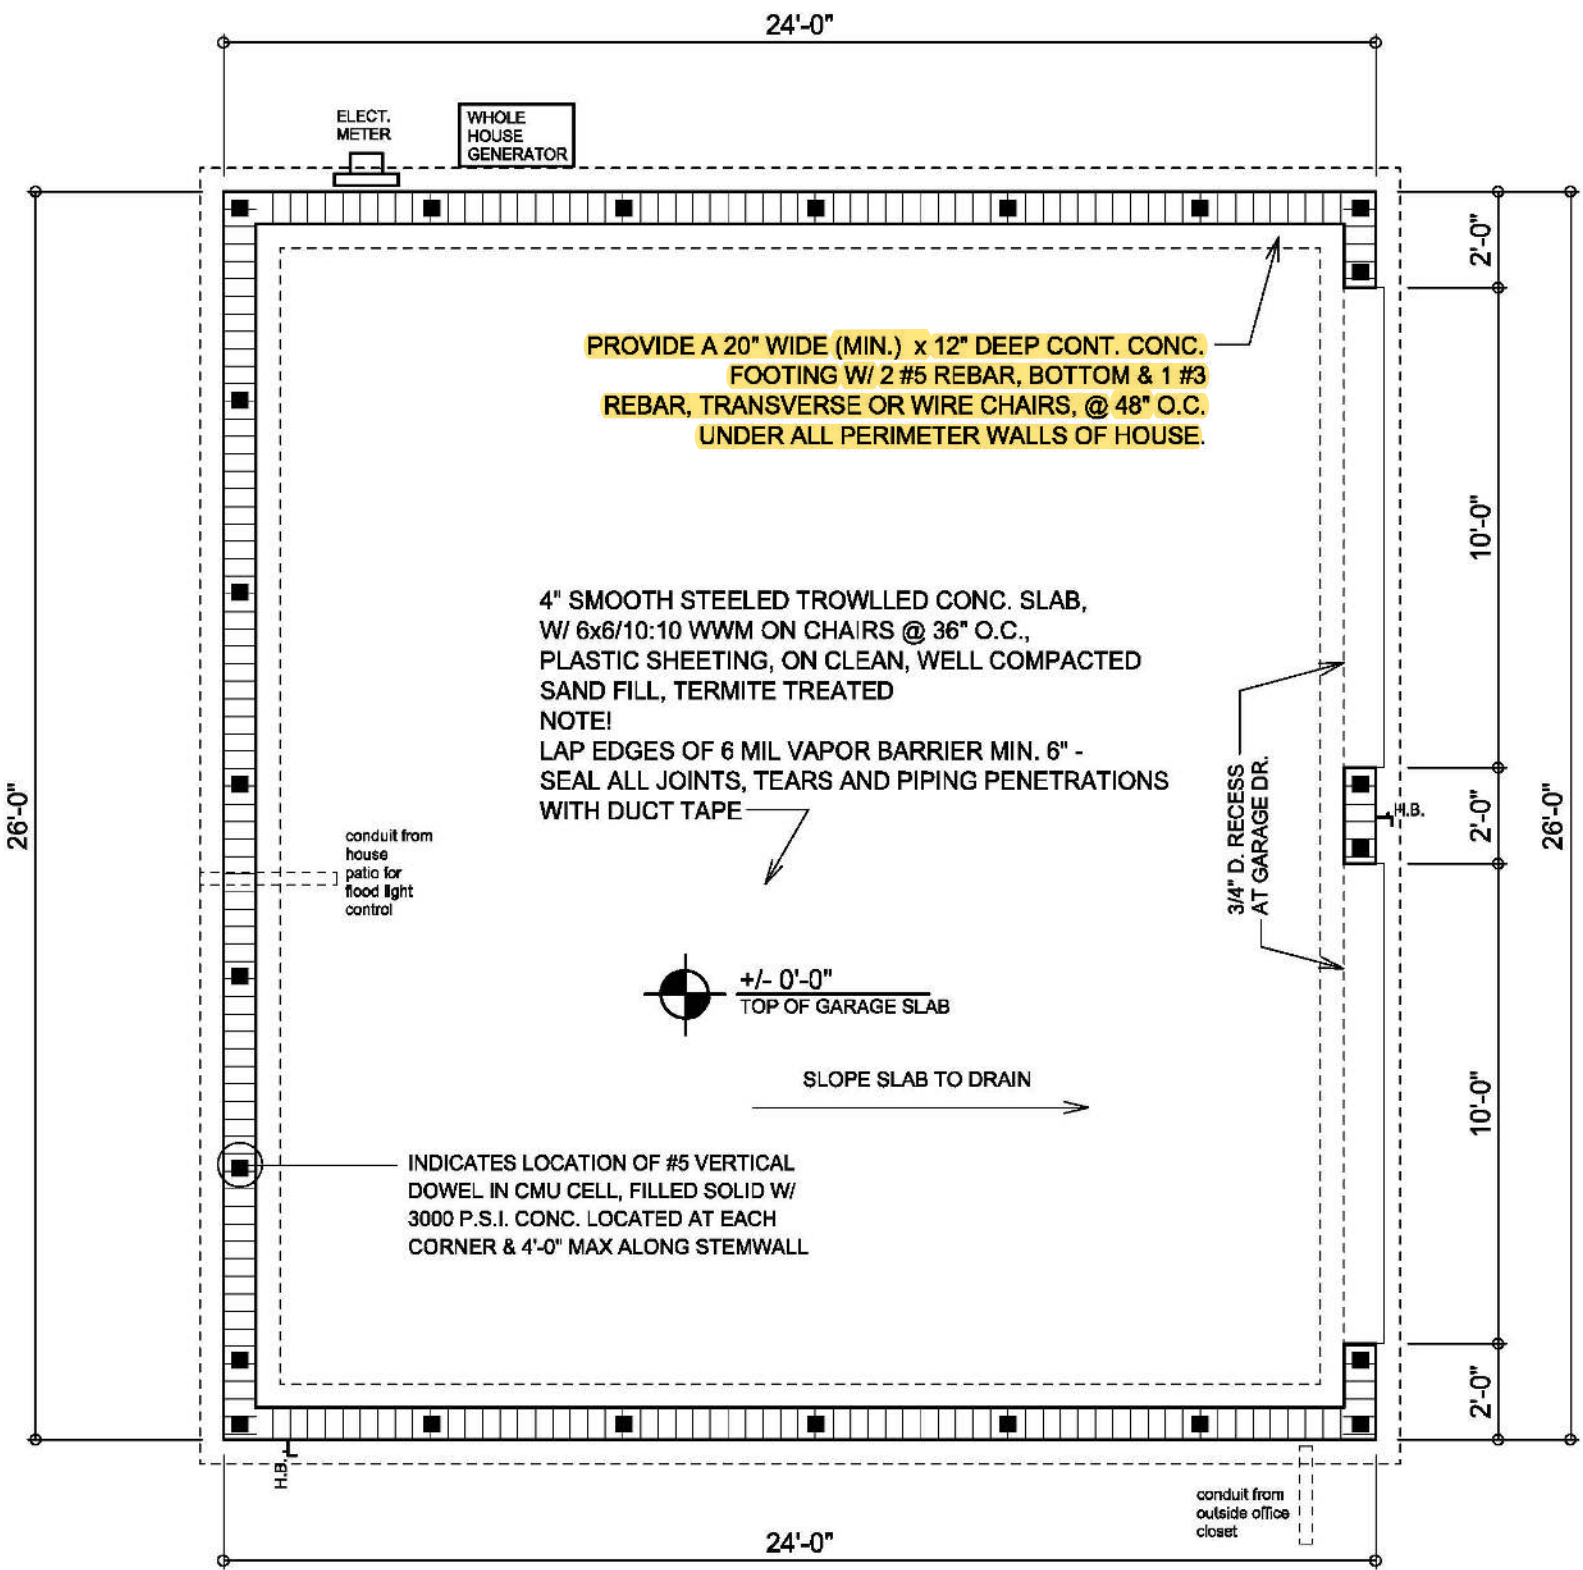 24'-0"
ELECT.
METER
WHOLE
HOUSE
GENERATOR
2'-0"
PROVIDE A 20" WIDE (MIN.) x 12" DEEP CONT. CONC.
FOOTING W/ 2 #5 REBAR, BOTTOM & 1 #3
REBAR, TRANSVERSE OR WIRE CHAIRS, @ 48" O.C.
UNDER ALL PERIMETER WALLS OF HOUSE.
10'-0"
4" SMOOTH STEELED TROWLLED CONC. SLAB,
W/ 6x6/10:10 WWM ON CHAIRS @ 36" O.C.,
PLASTIC SHEETING, ON CLEAN, WELL COMPACTED
SAND FILL, TERMITE TREATED
NOTE!
LAP EDGES OF 6 MIL VAPOR BARRIER MIN. 6" -
SEAL ALL JOINTS, TEARS AND PIPING PENETRATIONS
WITH DUCT TAPE
26'-0"
conduit from
house
patio for
flood light
control
3/4" D. RECESS
AT GARAGE DR.
H.B.
2'-0"
26'-0"
+/- 0'-0"
TOP OF GARAGE SLAB
SLOPE SLAB TO DRAIN
10'-0"
INDICATES LOCATION OF #5 VERTICAL
DOWEL IN CMU CELL, FILLED SOLID W/
3000 P.S.I. CONC. LOCATED AT EACH
CORNER & 4'-0" MAX ALONG STEMWALL
2'-0"
H.B.
conduit from
outside office
closet
24'-0"